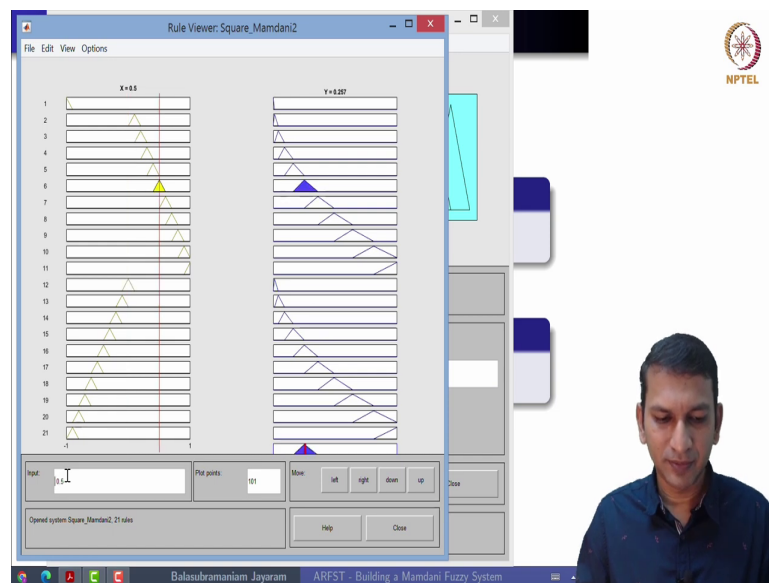 Rule Viewer: Square_Mamdani2
File Edit View Options
NPTEL
X = 0.5
Y = 0.257
1
2
3
4
5
6
7
8
9
10
11
12
13
14
15
16
17
18
19
20
21
-1 1
Input: 0.5
Plot points: 101
Move: left right down up
Close
Opened system Square_Mamdani2, 21 rules
Help Close
Balasubramaniam Jayaram ARFST - Building a Mamdani Fuzzy System